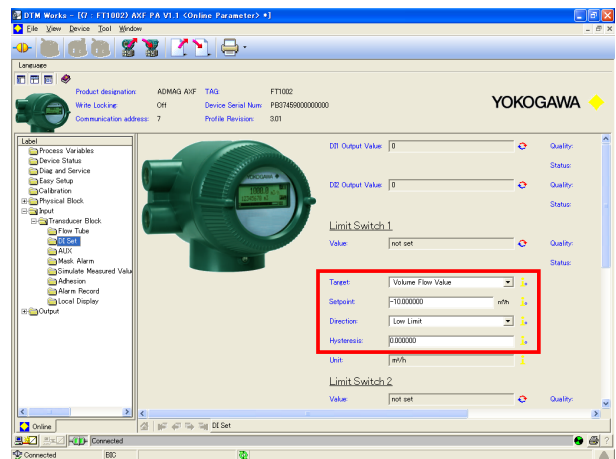 DTM Works - [(7 : FT1002) AXF PA V1.1 <Online Parameter> *]
File View Device Tool Window
Language
Product designation: ADMAG AXF TAG: FT1002
Write Locking: Off Device Serial Num: PB37459000000000
Communication address: 7 Profile Revision: 3.01
YOKOGAWA
Label
Process Variables
Device Status
Diag and Service
Easy Setup
Calibration
Physical Block
Input
Transducer Block
Flow Tube
DI Set
AUX
Mask Alarm
Simulate Measured Valu
Adhesion
Alarm Record
Local Display
Output
YOKOGAWA
DI1 Output Value: 0 Quality:
Status:
DI2 Output Value: 0 Quality:
Status:
Limit Switch 1
Value: not set Quality:
Status:
Target: Volume Flow Value
Setpoint: -10.000000 m³/h
Direction: Low Limit
Hysteresis: 0.000000
Unit: m³/h
Limit Switch 2
Value: not set Quality:
Online
DI Set
Connected
Connected EIC